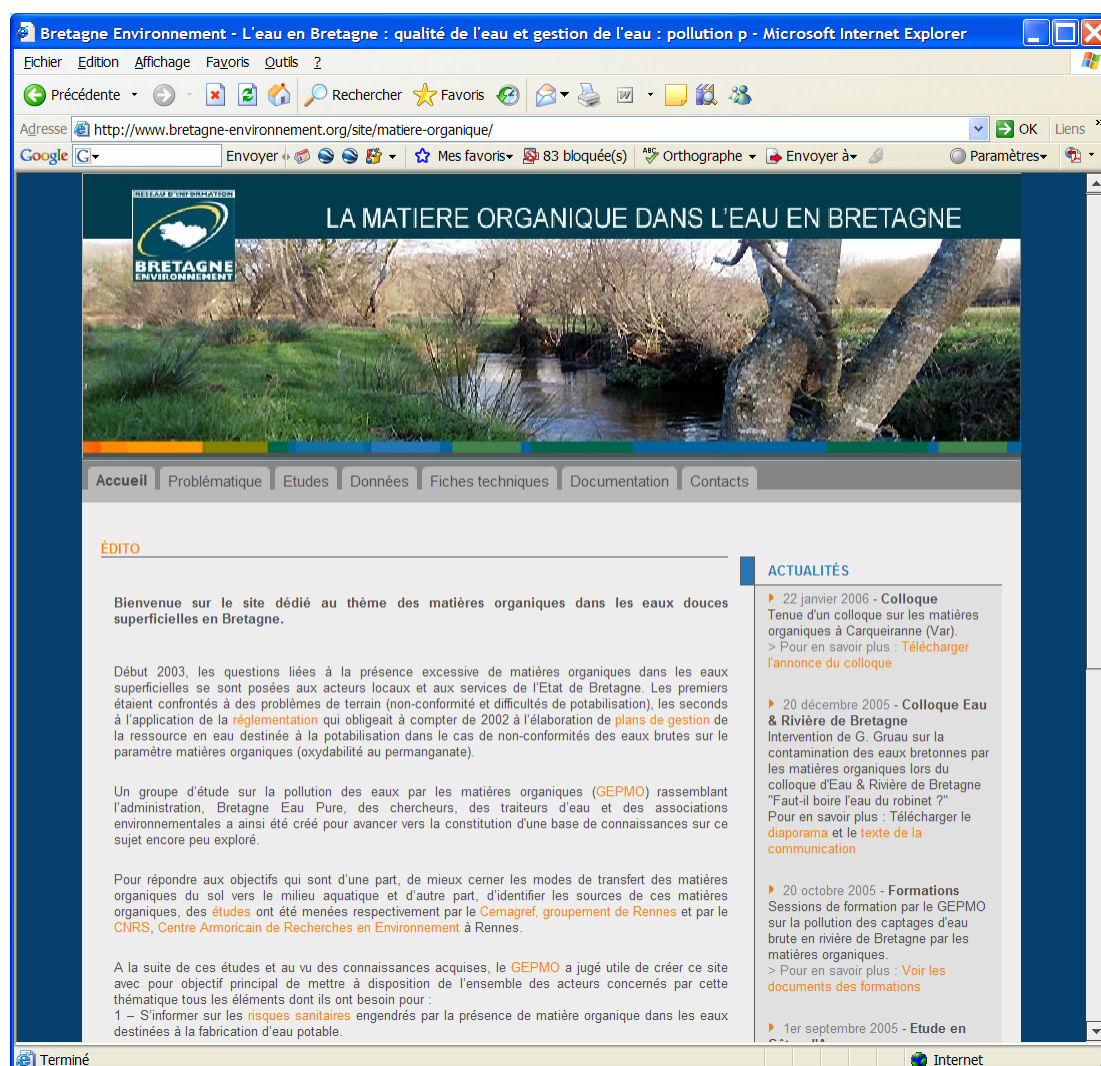 Bretagne Environnement - L'eau en Bretagne : qualité de l'eau et gestion de l'eau : pollution p - Microsoft Internet Explorer
Fichier Edition Affichage Favoris Outils ?
Précédente Rechercher Favoris
Adresse http://www.bretagne-environnement.org/site/matiere-organique/ OK Liens »
Google G Envoyer Mes favoris 83 bloquée(s) ABC Orthographe Envoyer à Paramètres
RESEAU D'INFORMATION
BRETAGNE
ENVIRONNEMENT
LA MATIERE ORGANIQUE DANS L'EAU EN BRETAGNE
Accueil Problématique Etudes Données Fiches techniques Documentation Contacts
ÉDITO
Bienvenue sur le site dédié au thème des matières organiques dans les eaux douces
superficielles en Bretagne.
Début 2003, les questions liées à la présence excessive de matières organiques dans les eaux
superficielles se sont posées aux acteurs locaux et aux services de l'Etat de Bretagne. Les premiers
étaient confrontés à des problèmes de terrain (non-conformité et difficultés de potabilisation), les seconds
à l'application de la réglementation qui obligeait à compter de 2002 à l'élaboration de plans de gestion de
la ressource en eau destinée à la potabilisation dans le cas de non-conformités des eaux brutes sur le
paramètre matières organiques (oxydabilité au permanganate).
Un groupe d'étude sur la pollution des eaux par les matières organiques (GEPMO) rassemblant
l'administration, Bretagne Eau Pure, des chercheurs, des traiteurs d'eau et des associations
environnementales a ainsi été créé pour avancer vers la constitution d'une base de connaissances sur ce
sujet encore peu exploré.
Pour répondre aux objectifs qui sont d'une part, de mieux cerner les modes de transfert des matières
organiques du sol vers le milieu aquatique et d'autre part, d'identifier les sources de ces matières
organiques, des études ont été menées respectivement par le Cemagref, groupement de Rennes et par le
CNRS, Centre Armoricain de Recherches en Environnement à Rennes.
A la suite de ces études et au vu des connaissances acquises, le GEPMO a jugé utile de créer ce site
avec pour objectif principal de mettre à disposition de l'ensemble des acteurs concernés par cette
thématique tous les éléments dont ils ont besoin pour :
1 – S'informer sur les risques sanitaires engendrés par la présence de matière organique dans les eaux
destinées à la fabrication d'eau potable.
ACTUALITÉS
22 janvier 2006 - Colloque
Tenue d'un colloque sur les matières
organiques à Carqueiranne (Var).
> Pour en savoir plus : Télécharger
l'annonce du colloque
20 décembre 2005 - Colloque Eau
& Rivière de Bretagne
Intervention de G. Gruau sur la
contamination des eaux bretonnes par
les matières organiques lors du
colloque d'Eau & Rivière de Bretagne
"Faut-il boire l'eau du robinet ?"
Pour en savoir plus : Télécharger le
diaporama et le texte de la
communication
20 octobre 2005 - Formations
Sessions de formation par le GEPMO
sur la pollution des captages d'eau
brute en rivière de Bretagne par les
matières organiques.
> Pour en savoir plus : Voir les
documents des formations
1er septembre 2005 - Etude en
Terminé Internet